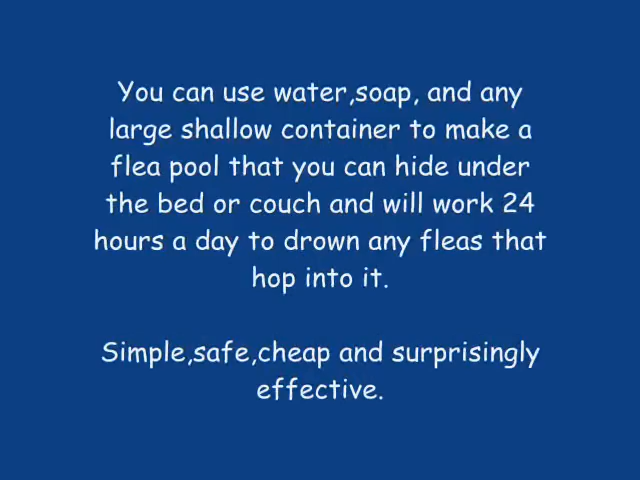 You can use water,soap, and any
large shallow container to make a
flea pool that you can hide under
the bed or couch and will work 24
hours a day to drown any fleas that
hop into it.
Simple,safe,cheap and surprisingly
effective.